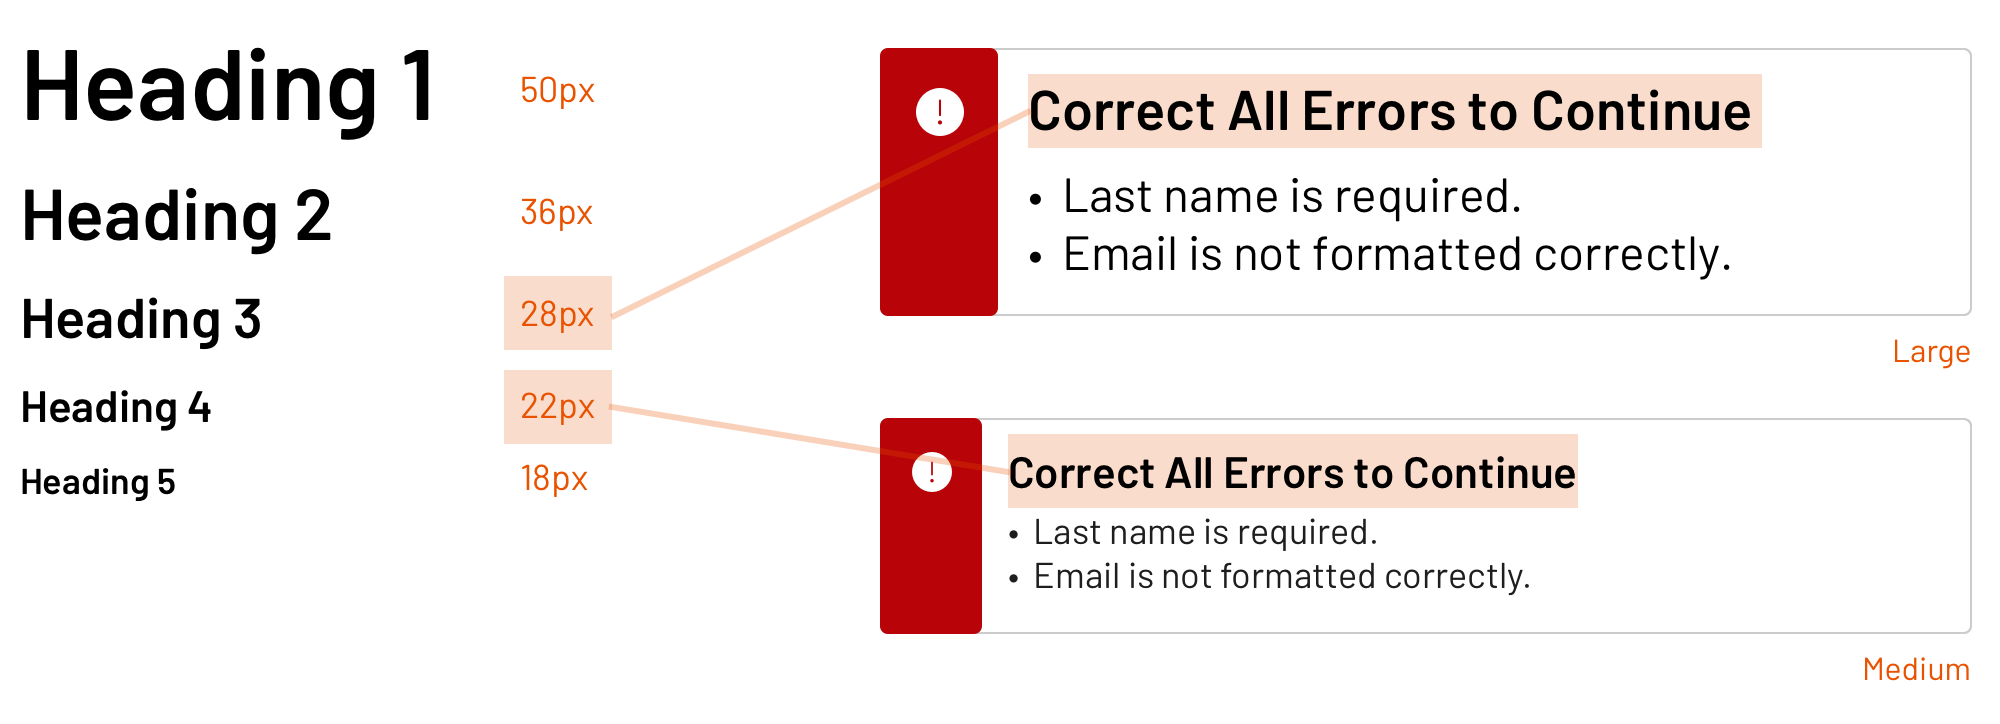 Heading 1
50px
Heading 2
36px
Heading 3
28px
Heading 4
22px
Heading 5
18px
!
Correct All Errors to Continue
• Last name is required.
• Email is not formatted correctly.
Large
!
Correct All Errors to Continue
• Last name is required.
• Email is not formatted correctly.
Medium